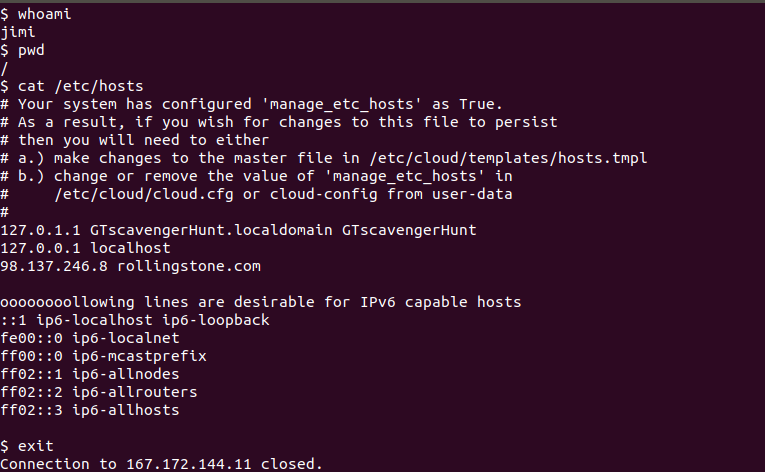 $ whoami
jimi
$ pwd
/
$ cat /etc/hosts
# Your system has configured 'manage_etc_hosts' as True.
# As a result, if you wish for changes to this file to persist
# then you will need to either
# a.) make changes to the master file in /etc/cloud/templates/hosts.tmpl
# b.) change or remove the value of 'manage_etc_hosts' in
#     /etc/cloud/cloud.cfg or cloud-config from user-data
#
127.0.1.1 GTscavengerHunt.localdomain GTscavengerHunt
127.0.0.1 localhost
98.137.246.8 rollingstone.com

oooooooollowing lines are desirable for IPv6 capable hosts
::1 ip6-localhost ip6-loopback
fe00::0 ip6-localnet
ff00::0 ip6-mcastprefix
ff02::1 ip6-allnodes
ff02::2 ip6-allrouters
ff02::3 ip6-allhosts

$ exit
Connection to 167.172.144.11 closed.